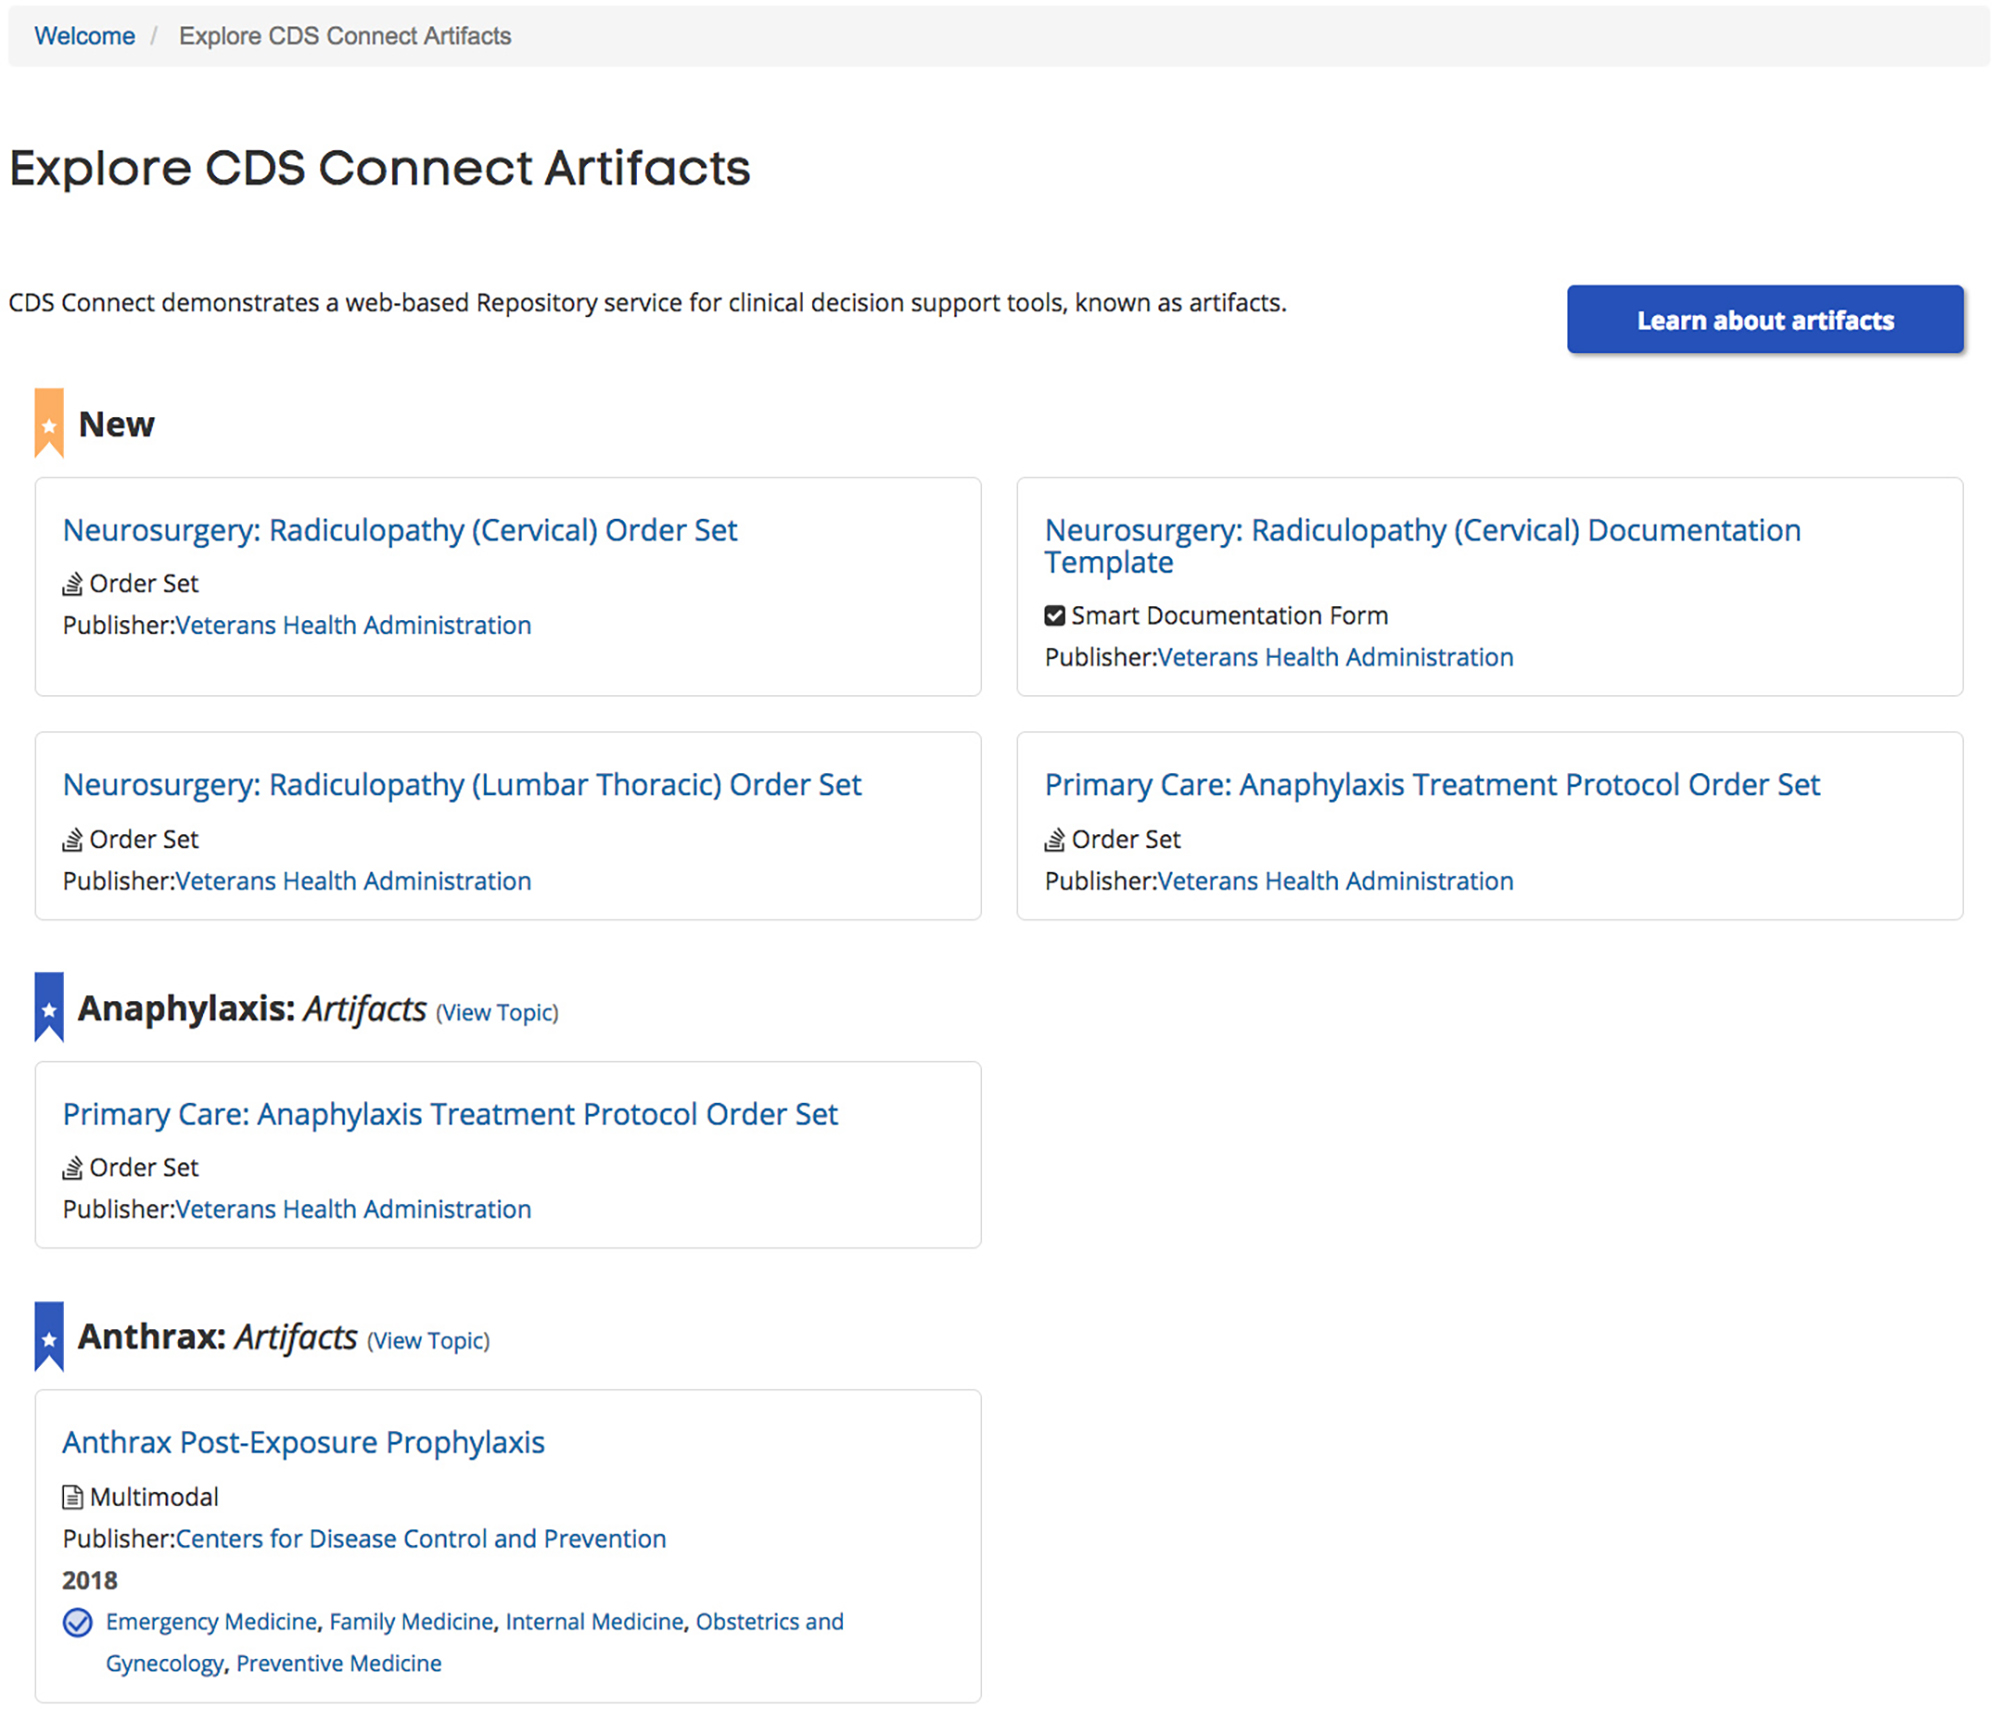 Welcome / Explore CDS Connect Artifacts
Explore CDS Connect Artifacts
CDS Connect demonstrates a web-based Repository service for clinical decision support tools, known as artifacts.
Learn about artifacts
New
Neurosurgery: Radiculopathy (Cervical) Order Set
Order Set
Publisher:Veterans Health Administration
Neurosurgery: Radiculopathy (Cervical) Documentation
Template
Smart Documentation Form
Publisher:Veterans Health Administration
Neurosurgery: Radiculopathy (Lumbar Thoracic) Order Set
Order Set
Publisher:Veterans Health Administration
Primary Care: Anaphylaxis Treatment Protocol Order Set
Order Set
Publisher:Veterans Health Administration
Anaphylaxis: Artifacts (View Topic)
Primary Care: Anaphylaxis Treatment Protocol Order Set
Order Set
Publisher:Veterans Health Administration
Anthrax: Artifacts (View Topic)
Anthrax Post-Exposure Prophylaxis
Multimodal
Publisher:Centers for Disease Control and Prevention
2018
Emergency Medicine, Family Medicine, Internal Medicine, Obstetrics and
Gynecology, Preventive Medicine